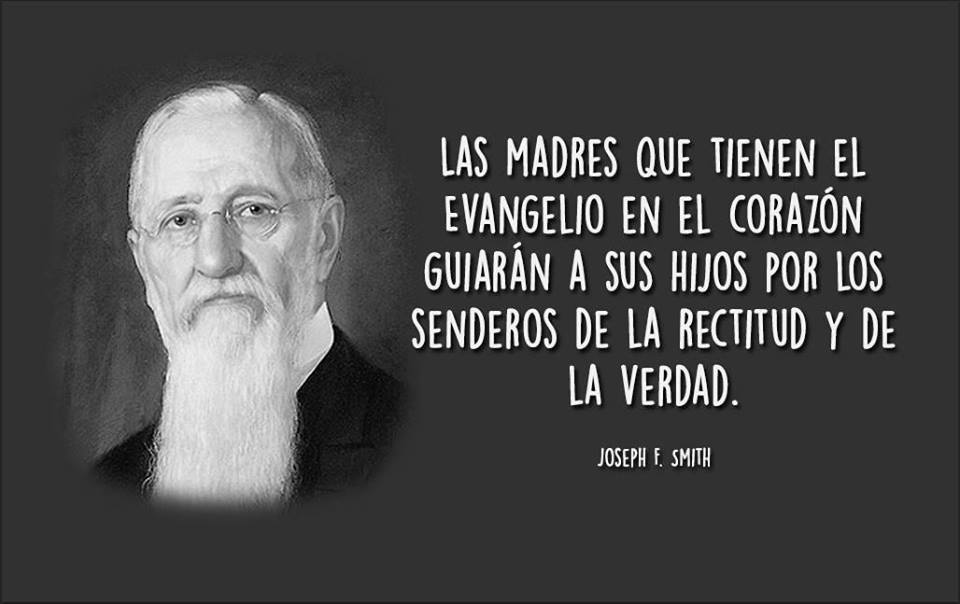 LAS MADRES QUE TIENEN EL
EVANGELIO EN EL CORAZÓN
GUIARÁN A SUS HIJOS POR LOS
SENDEROS DE LA RECTITUD Y DE
LA VERDAD.
JOSEPH F. SMITH